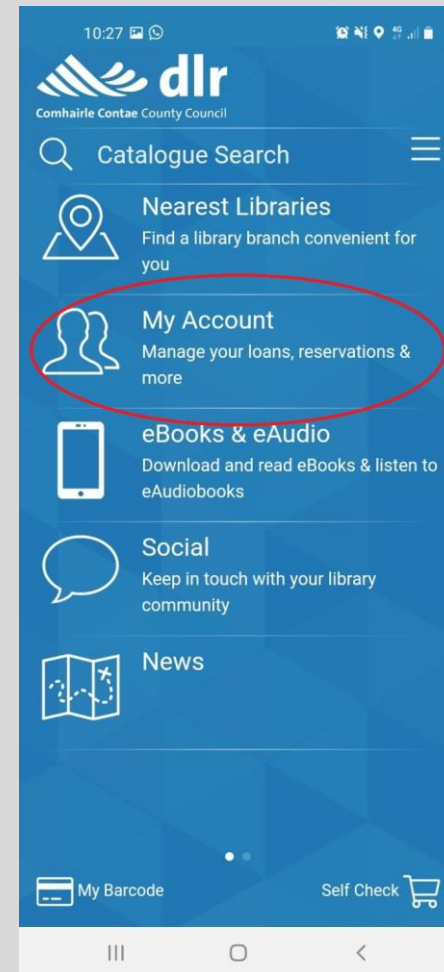 10:27
4G
dlr
Comhairle Contae County Council
Catalogue Search
Nearest Libraries
Find a library branch convenient for
you
My Account
Manage your loans, reservations &
more
eBooks & eAudio
Download and read eBooks & listen to
eAudiobooks
Social
Keep in touch with your library
community
News
My Barcode
Self Check